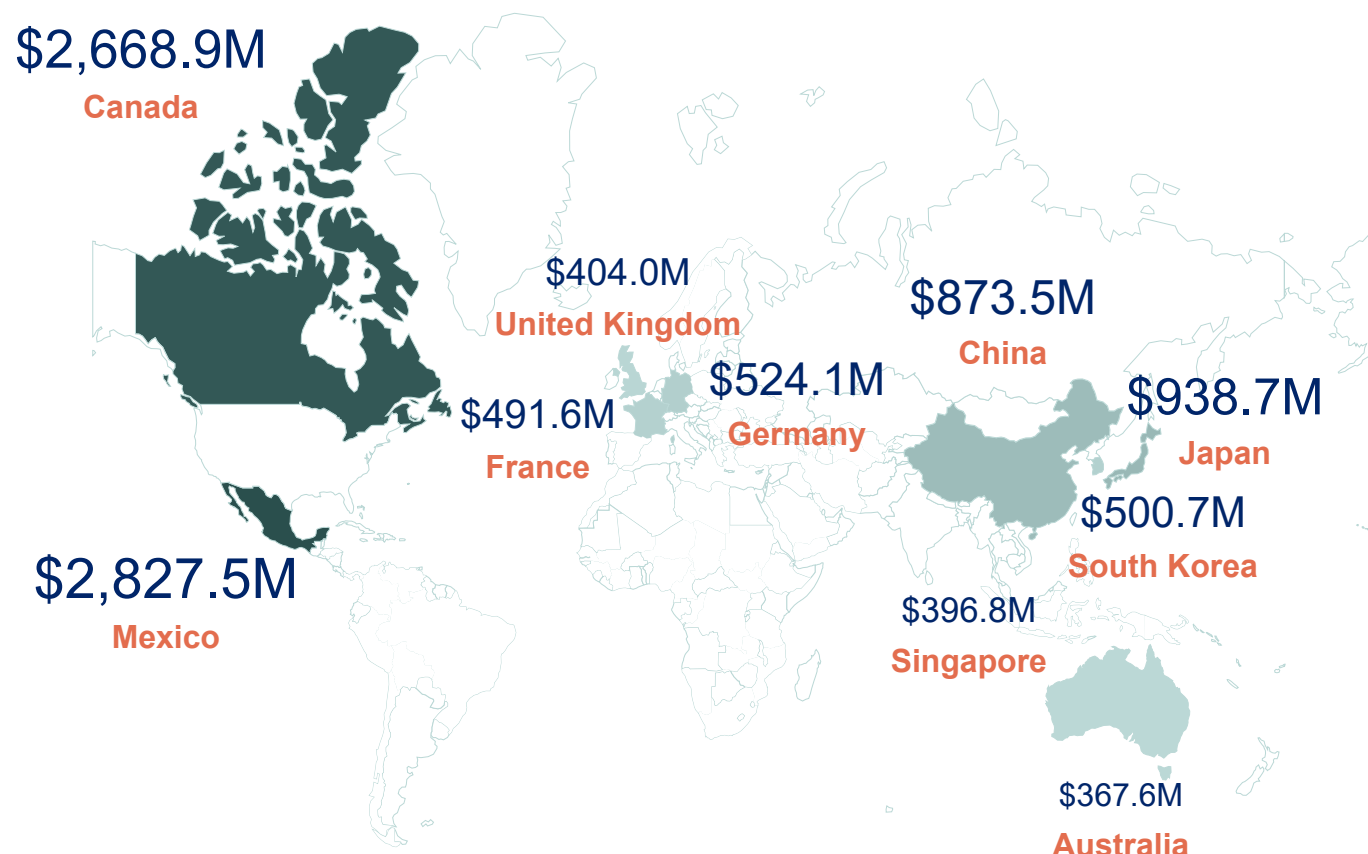 $2,668.9M
Canada
$404.0M
United Kingdom
$873.5M
China
$524.1M
Germany
$938.7M
Japan
$491.6M
France
$500.7M
South Korea
$2,827.5M
Mexico
$396.8M
Singapore
$367.6M
Australia